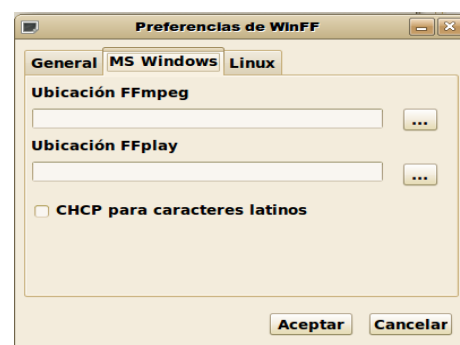 Preferencias de WinFF
General MS Windows Linux
Ubicación FFmpeg
...
Ubicación FFplay
...
CHCP para caracteres latinos
Aceptar Cancelar